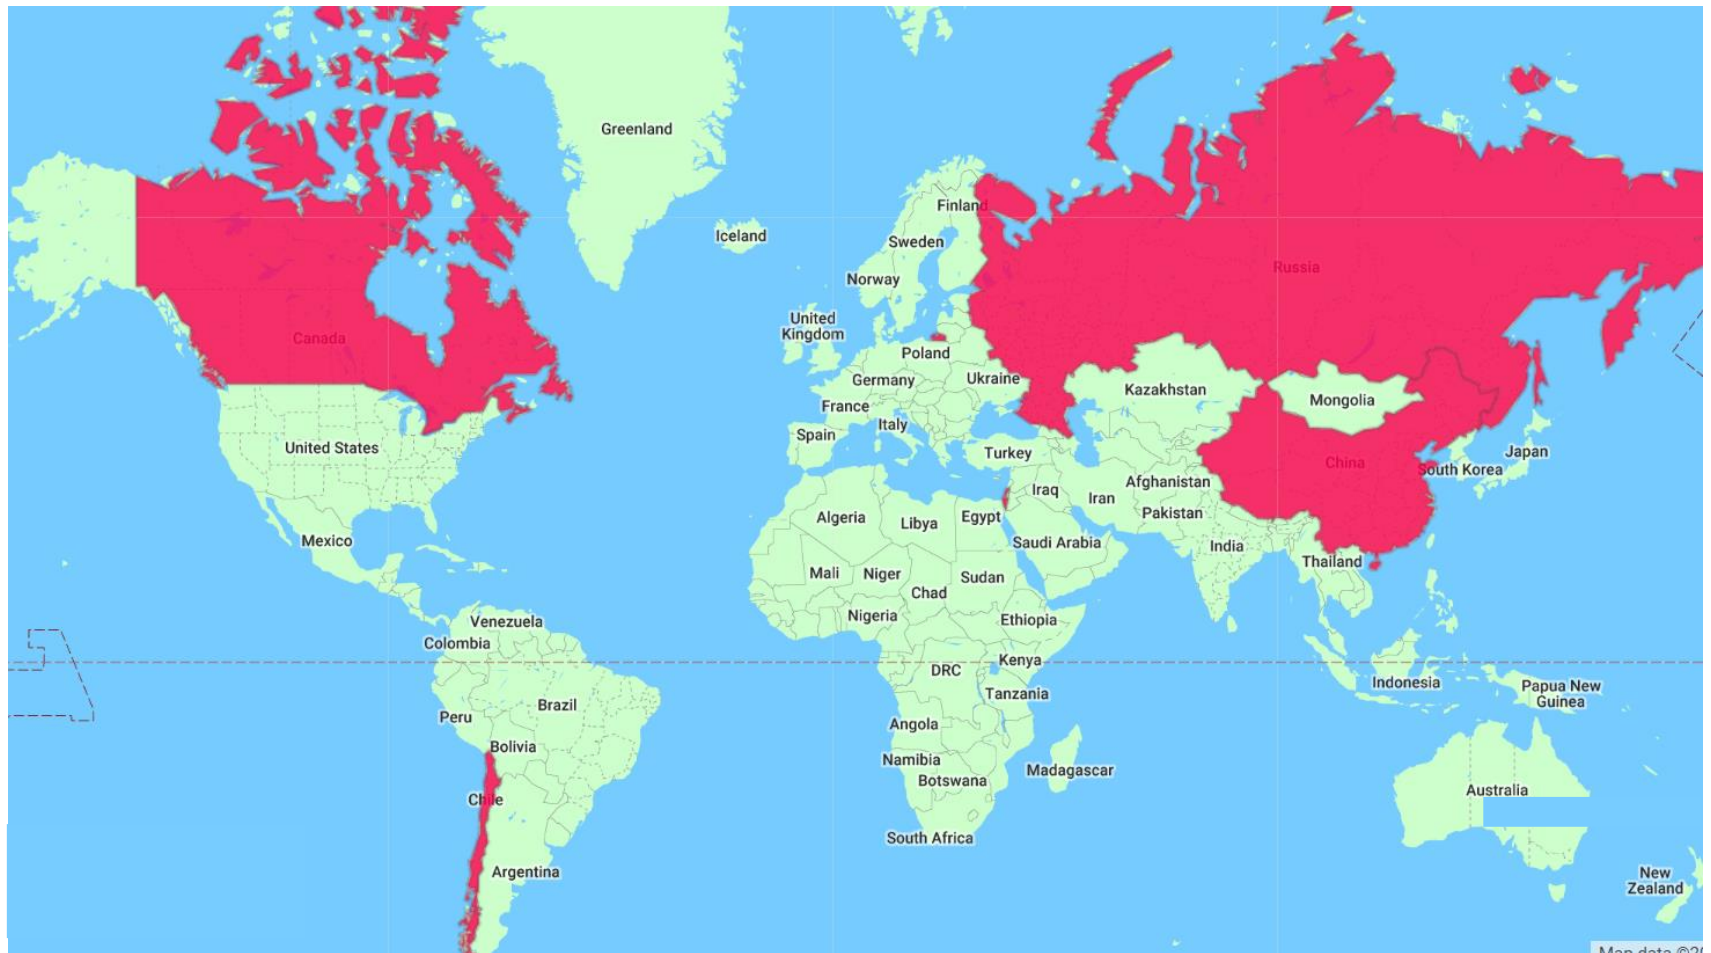 Greenland
Iceland
Finland
Sweden
Norway
Russia
United
Kingdom
Canada
Poland
Germany
Ukraine
Kazakhstan
Mongolia
France
Italy
Spain
United States
Turkey
Japan
China
South Korea
Afghanistan
Iraq
Iran
Pakistan
Algeria
Libya
Egypt
Mexico
Saudi Arabia
India
Thailand
Mali
Niger
Sudan
Chad
Nigeria
Ethiopia
Venezuela
Colombia
Kenya
DRC
Indonesia
Papua New
Guinea
Tanzania
Brazil
Peru
Angola
Bolivia
Namibia
Madagascar
Botswana
Australia
Chile
South Africa
Argentina
New
Zealand
Map data ©20